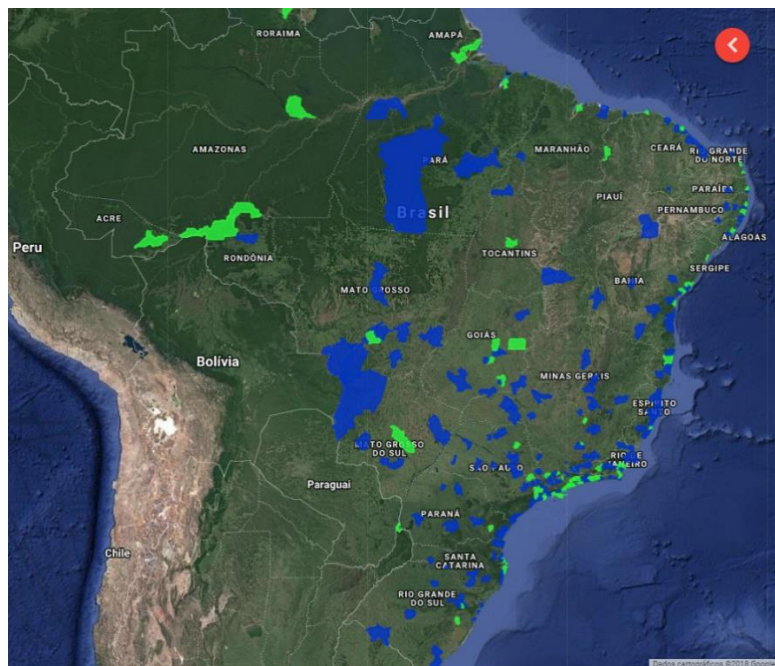 RORAIMA
AMAPÁ
AMAZONAS
PARÁ
MARANHÃO
CEARÁ
RIO GRANDE
DO NORTE
PIAUÍ
PARAÍBA
PERNAMBUCO
Brasil
ACRE
ALAGOAS
Peru
RONDÔNIA
TOCANTINS
SERGIPE
MATO GROSSO
BAHIA
GOIÁS
Bolívia
MINAS GERAIS
ESPÍRITO
SANTO
MATO GROSSO
DO SUL
RIO DE
JANEIRO
SÃO PAULO
Paraguai
PARANÁ
Chile
SANTA
CATARINA
RIO GRANDE
DO SUL
Dados cartográficos ©2018 Google